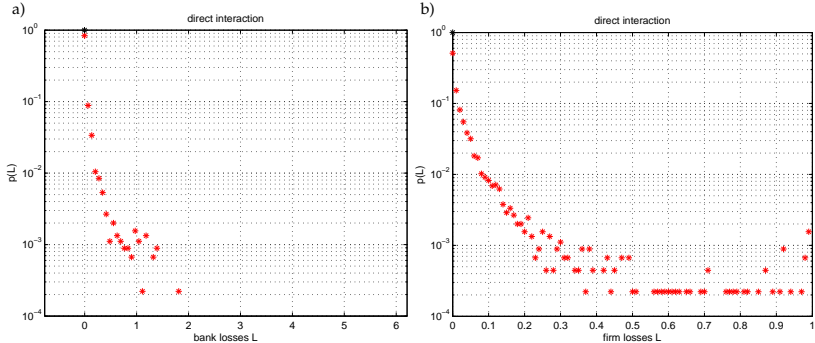 a)
direct interaction
10^0
10^-1
10^-2
10^-3
10^-4
p(L)
0 1 2 3 4 5 6
bank losses L
b)
direct interaction
10^0
10^-1
10^-2
10^-3
10^-4
p(L)
0 0.1 0.2 0.3 0.4 0.5 0.6 0.7 0.8 0.9 1
firm losses L